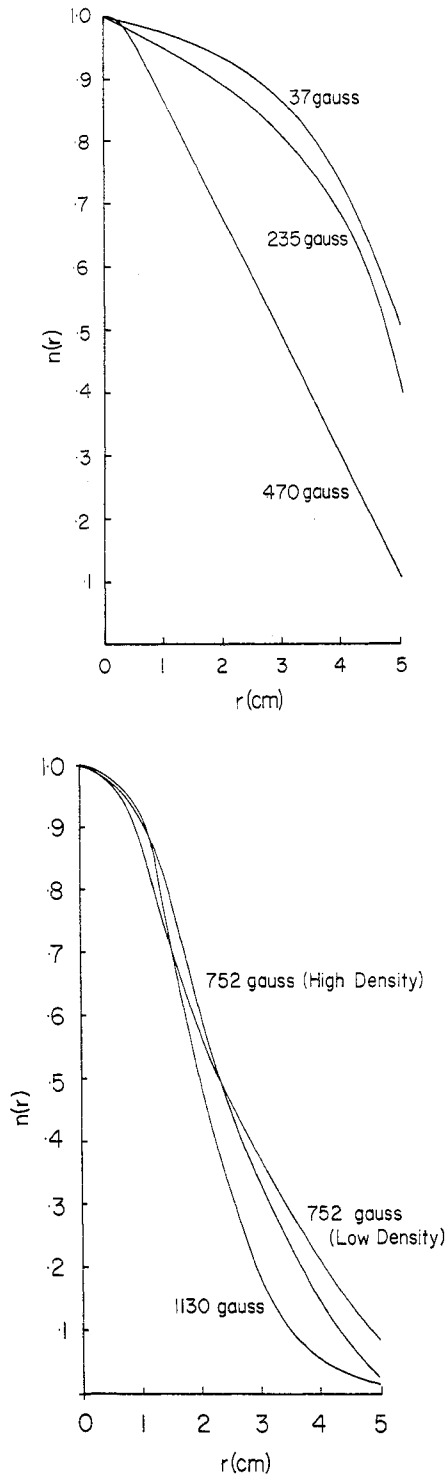 1.0
.9
.8
.7
.6
.5
.4
.3
.2
.1
n(r)
37 gauss
235 gauss
470 gauss
0 1 2 3 4 5
r(cm)
1.0
.9
.8
.7
.6
.5
.4
.3
.2
.1
n(r)
752 gauss (High Density)
752 gauss
(Low Density)
1130 gauss
0 1 2 3 4 5
r(cm)